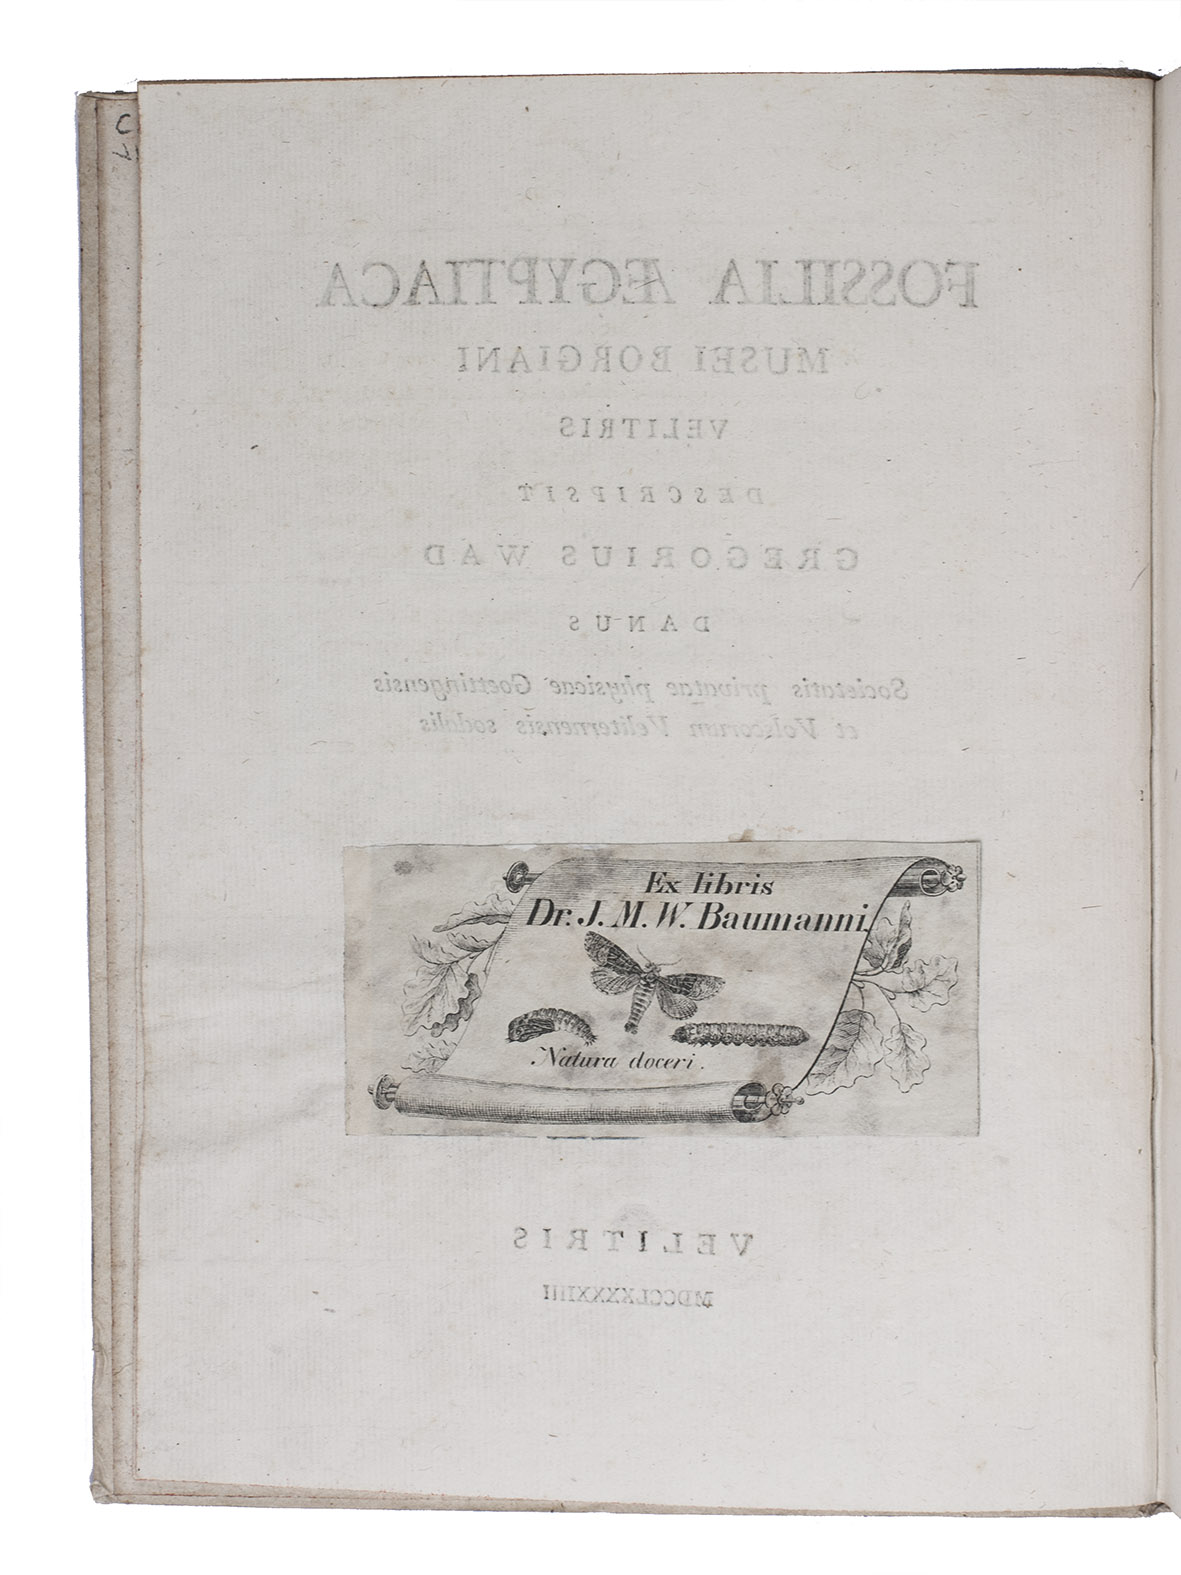 FOSSILIA ÆGYPTIACA
MUSEI BORGIANI
VELITRIS
DESCRIPSIT
GREGORIUS WAD
DANUS
Societatis privatae physicae Goettingensis
et Volscorum Veliternensis sodalis
Ex libris
Dr. J. M. W. Baumanni.
Natura doceri.
VELITRIS
MDCCLXXXXIIII